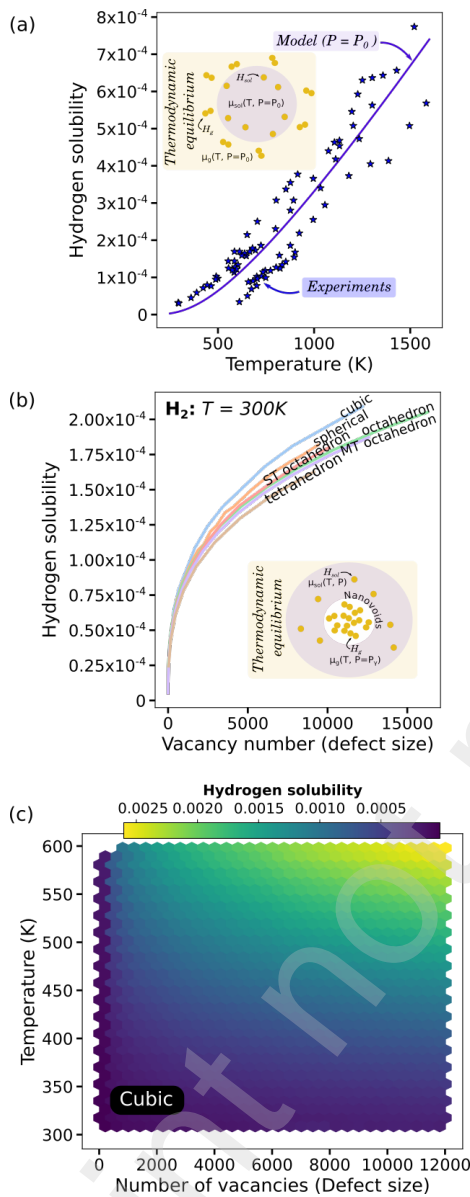 (a)
8x10⁻⁴
7x10⁻⁴
6x10⁻⁴
5x10⁻⁴
4x10⁻⁴
3x10⁻⁴
2x10⁻⁴
1x10⁻⁴
0
Hydrogen solubility
Model (P = P₀)
Thermodynamic
equilibrium
H_sol
μ_sol(T, P=P₀)
H_g
μ_g(T, P=P₀)
Experiments
500
1000
1500
Temperature (K)
(b)
H₂: T = 300K
2.00x10⁻⁴
1.75x10⁻⁴
1.50x10⁻⁴
1.25x10⁻⁴
1.00x10⁻⁴
0.75x10⁻⁴
0.50x10⁻⁴
0.25x10⁻⁴
0
Hydrogen solubility
cubic
spherical
octahedron
ST octahedron
MT octahedron
tetrahedron
Thermodynamic
equilibrium
H_sol
μ_sol(T, P)
Nanovoids
H_g
μ_g(T, P=P_γ)
0
5000
10000
15000
Vacancy number (defect size)
(c)
Hydrogen solubility
0.0025
0.0020
0.0015
0.0010
0.0005
600
550
500
450
400
350
300
Temperature (K)
Cubic
0
2000
4000
6000
8000
10000
12000
Number of vacancies (Defect size)